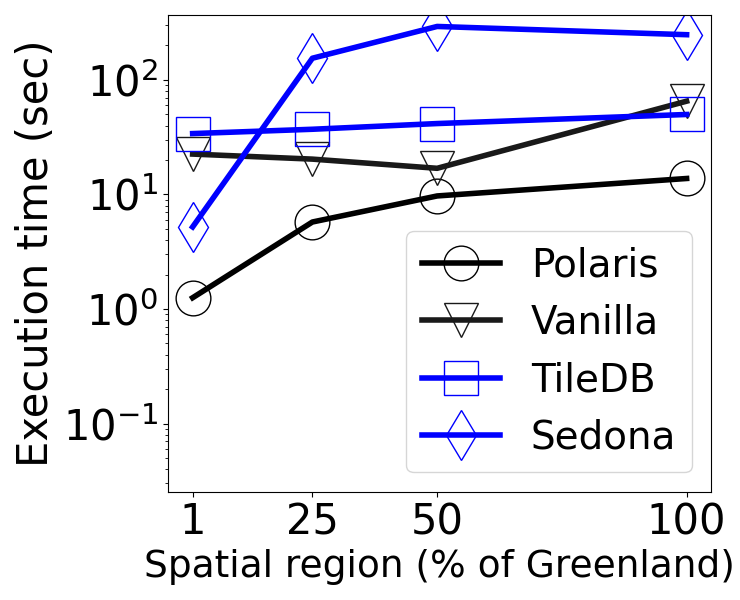 Execution time (sec)
10²
10¹
10⁰
10⁻¹
Polaris
Vanilla
TileDB
Sedona
1 25 50 100
Spatial region (% of Greenland)